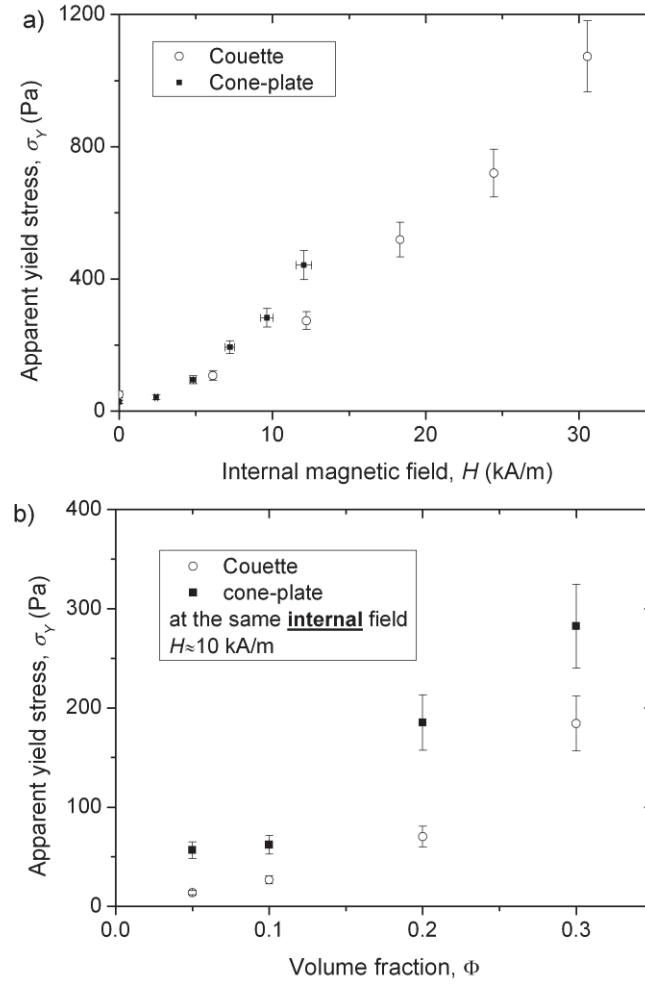 a)
1200
800
400
0
Apparent yield stress, σY (Pa)
Couette
Cone-plate
0 10 20 30
Internal magnetic field, H (kA/m)
b)
400
300
200
100
0
Apparent yield stress, σY (Pa)
Couette
cone-plate
at the same internal field
H≈10 kA/m
0.0 0.1 0.2 0.3
Volume fraction, Φ